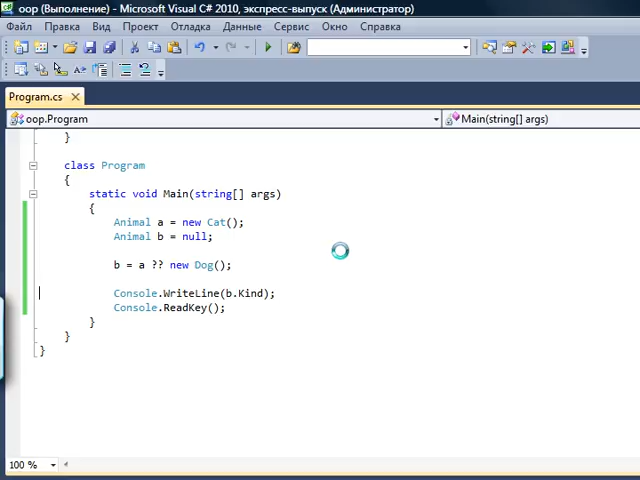 oop (Выполнение) - Microsoft Visual C# 2010, экспресс-выпуск (Администратор)
Файл Правка Вид Проект Отладка Данные Сервис Окно Справка
Program.cs
oop.Program Main(string[] args)
}
class Program
{
static void Main(string[] args)
{
Animal a = new Cat();
Animal b = null;
b = a ?? new Dog();
Console.WriteLine(b.Kind);
Console.ReadKey();
}
}
}
100 %